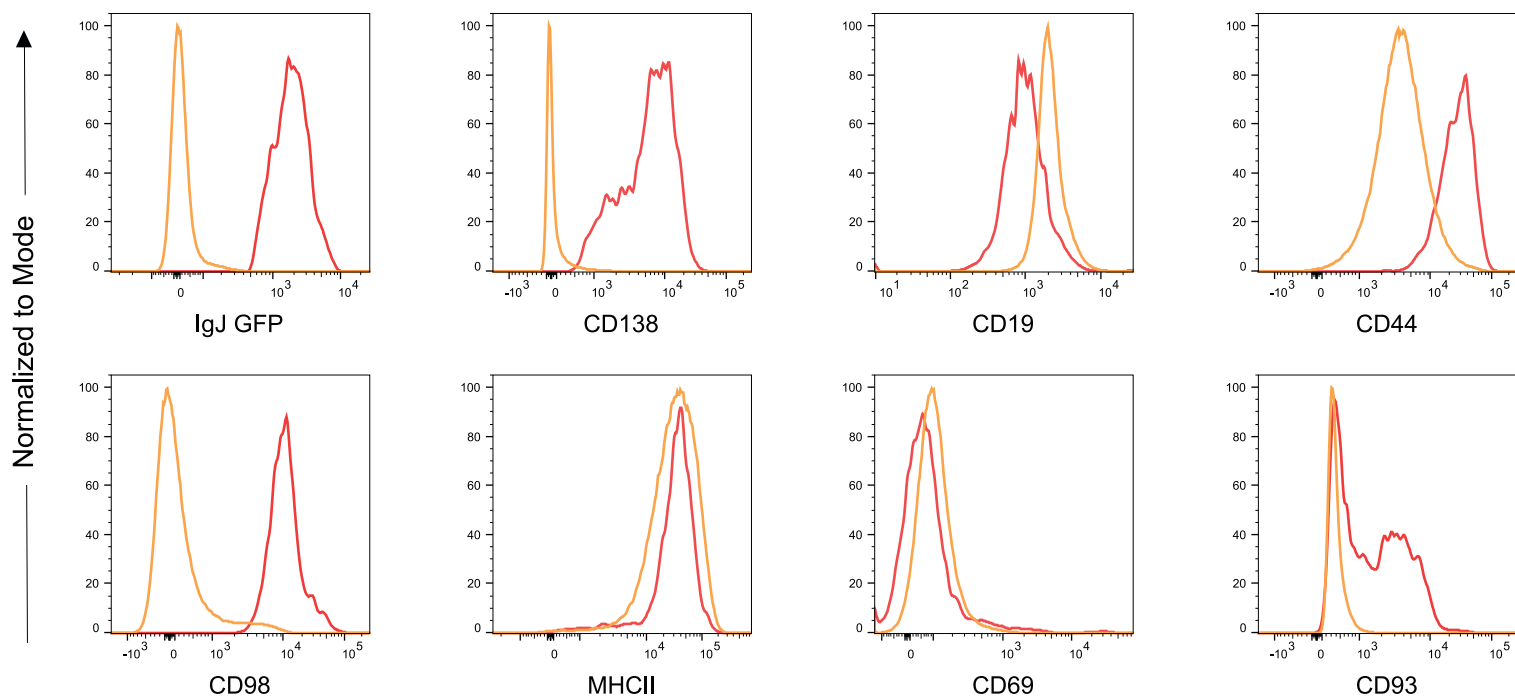 Normalized to Mode
100 80 60 40 20 0
0 10³ 10⁴
IgJ GFP
100 80 60 40 20 0
-10³ 0 10³ 10⁴ 10⁵
CD138
100 80 60 40 20 0
10¹ 10² 10³ 10⁴
CD19
100 80 60 40 20 0
-10³ 0 10³ 10⁴ 10⁵
CD44
100 80 60 40 20 0
-10³ 0 10³ 10⁴ 10⁵
CD98
100 80 60 40 20 0
0 10⁴ 10⁵
MHCII
100 80 60 40 20 0
0 10³ 10⁴
CD69
100 80 60 40 20 0
-10³ 0 10³ 10⁴ 10⁵
CD93